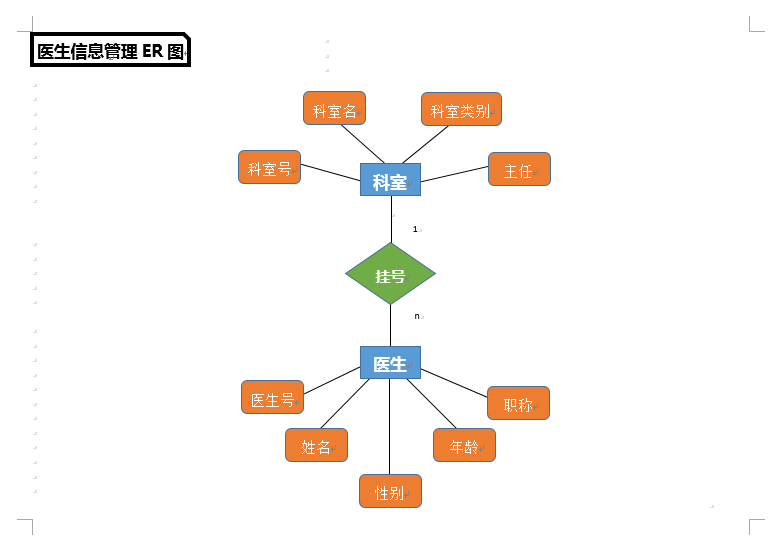 医生信息管理 ER 图
科室名
科室类别
科室号
主任
科室
1
挂号
n
医生
医生号
职称
姓名
年龄
性别